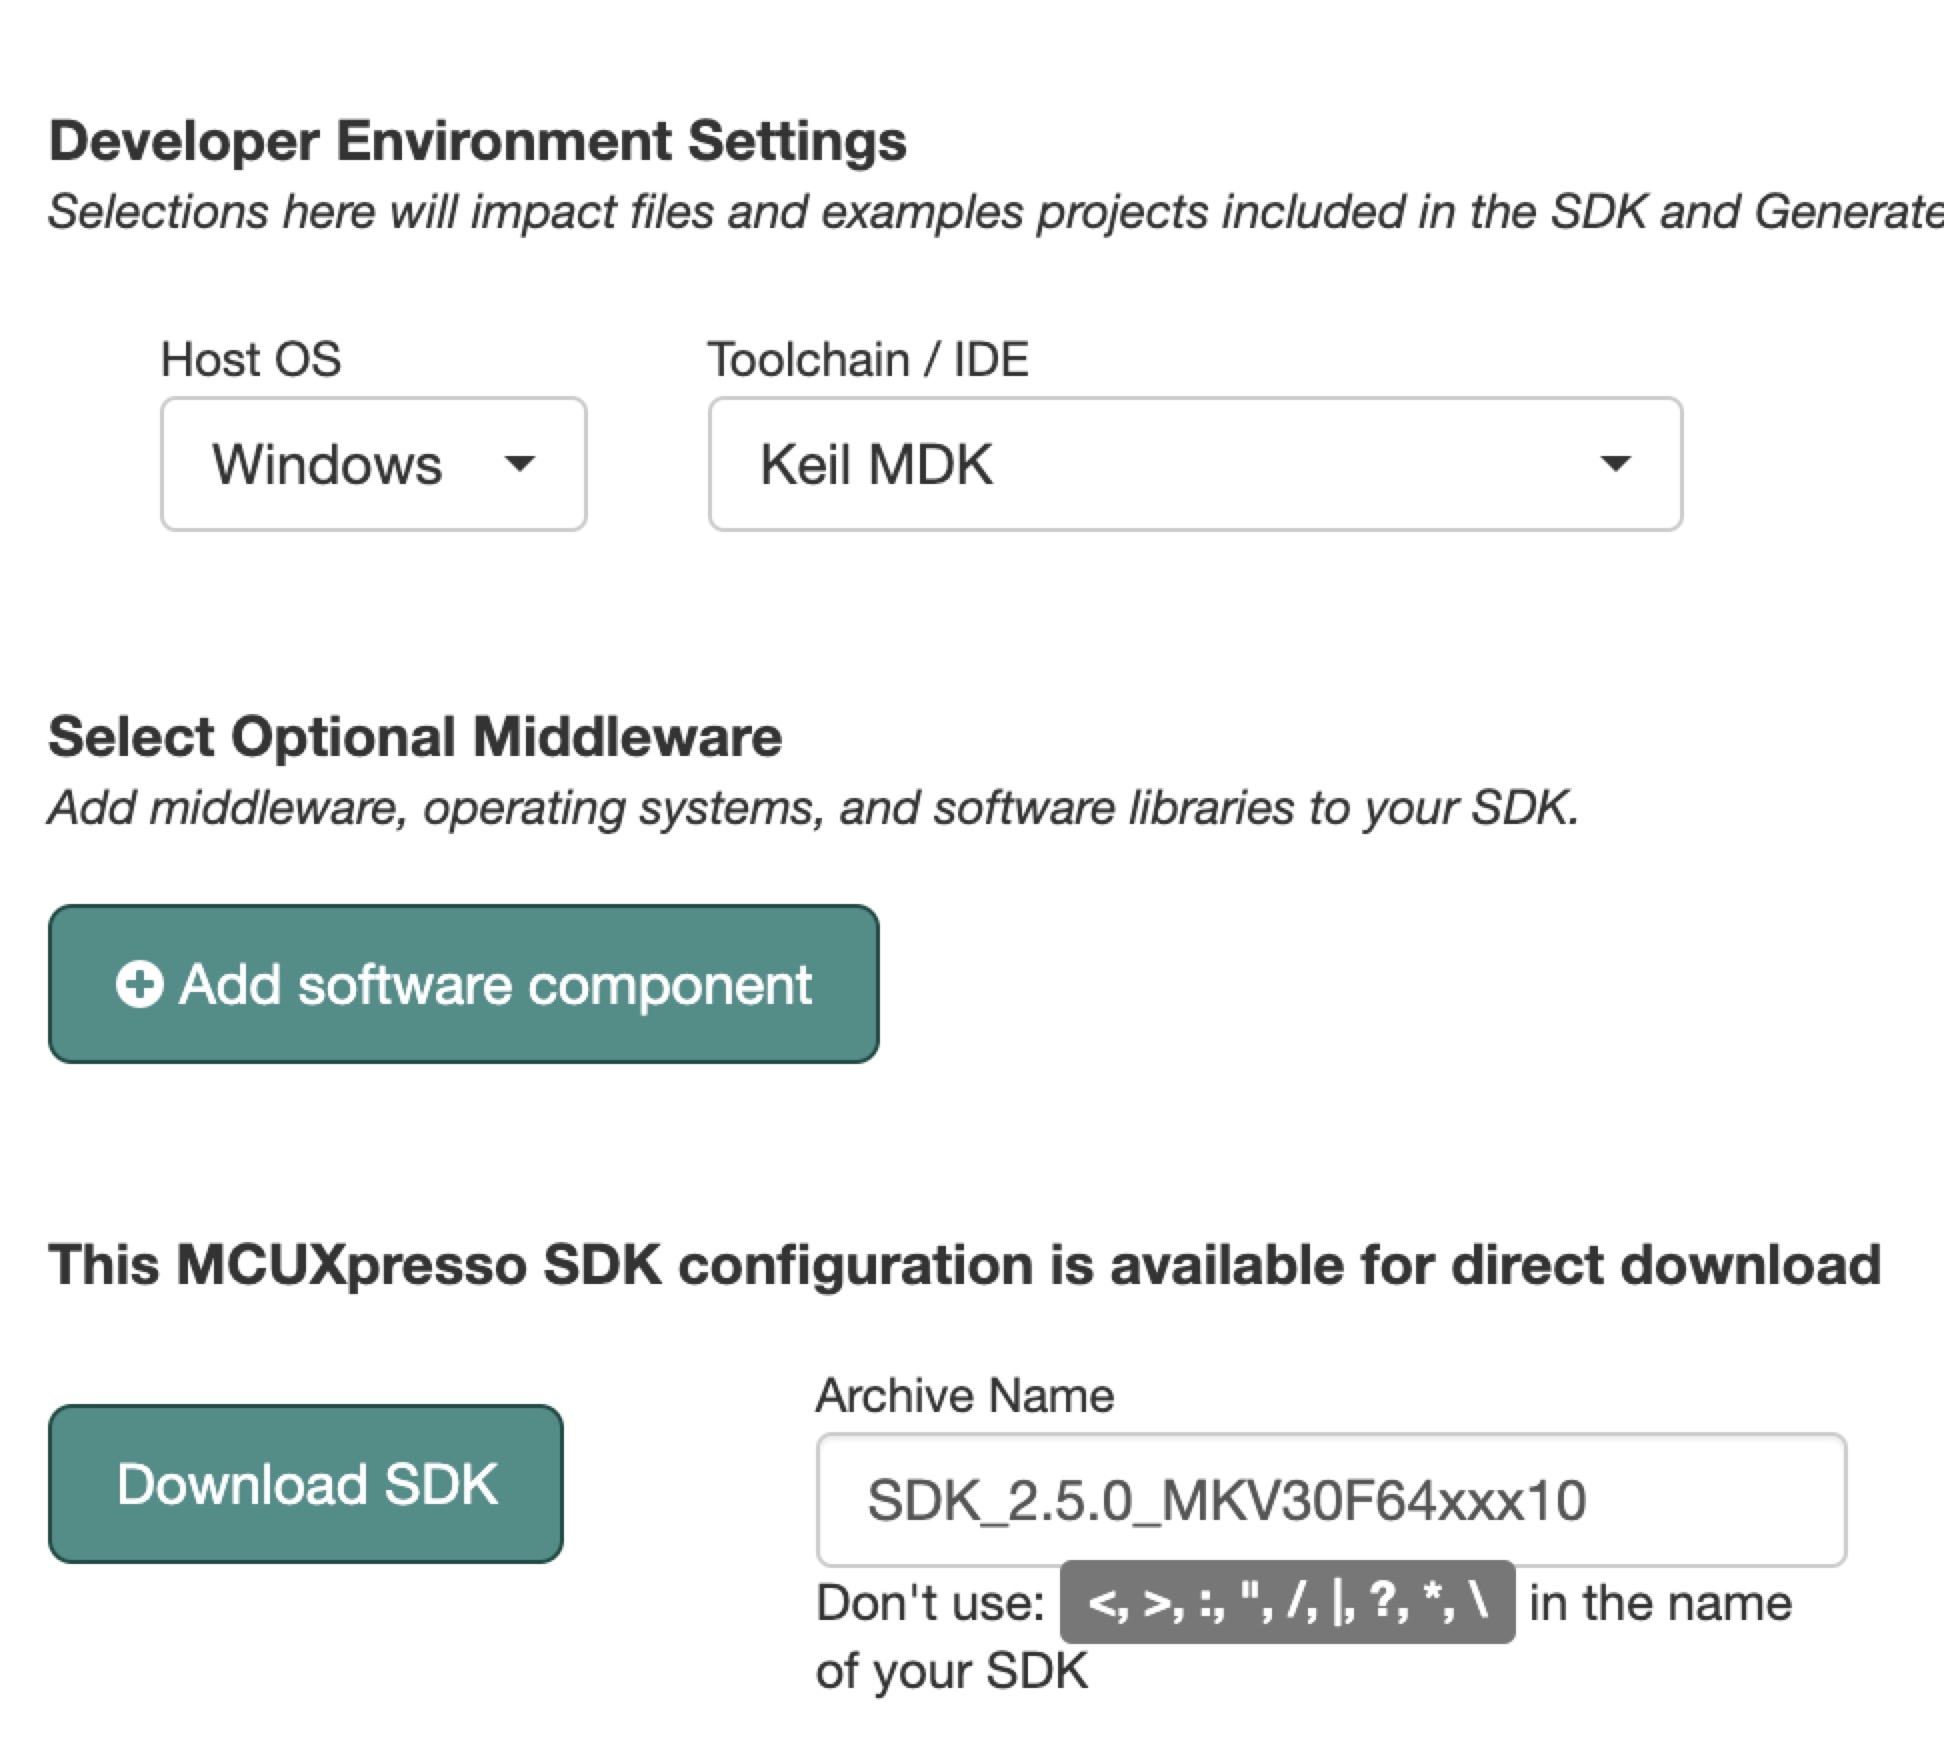 Developer Environment Settings
Selections here will impact files and examples projects included in the SDK and Generate
Host OS
Toolchain / IDE
Windows
Keil MDK
Select Optional Middleware
Add middleware, operating systems, and software libraries to your SDK.
Add software component
This MCUXpresso SDK configuration is available for direct download
Archive Name
Download SDK
SDK_2.5.0_MKV30F64xxx10
Don't use: <, >, :, ", /, |, ?, *, \ in the name
of your SDK